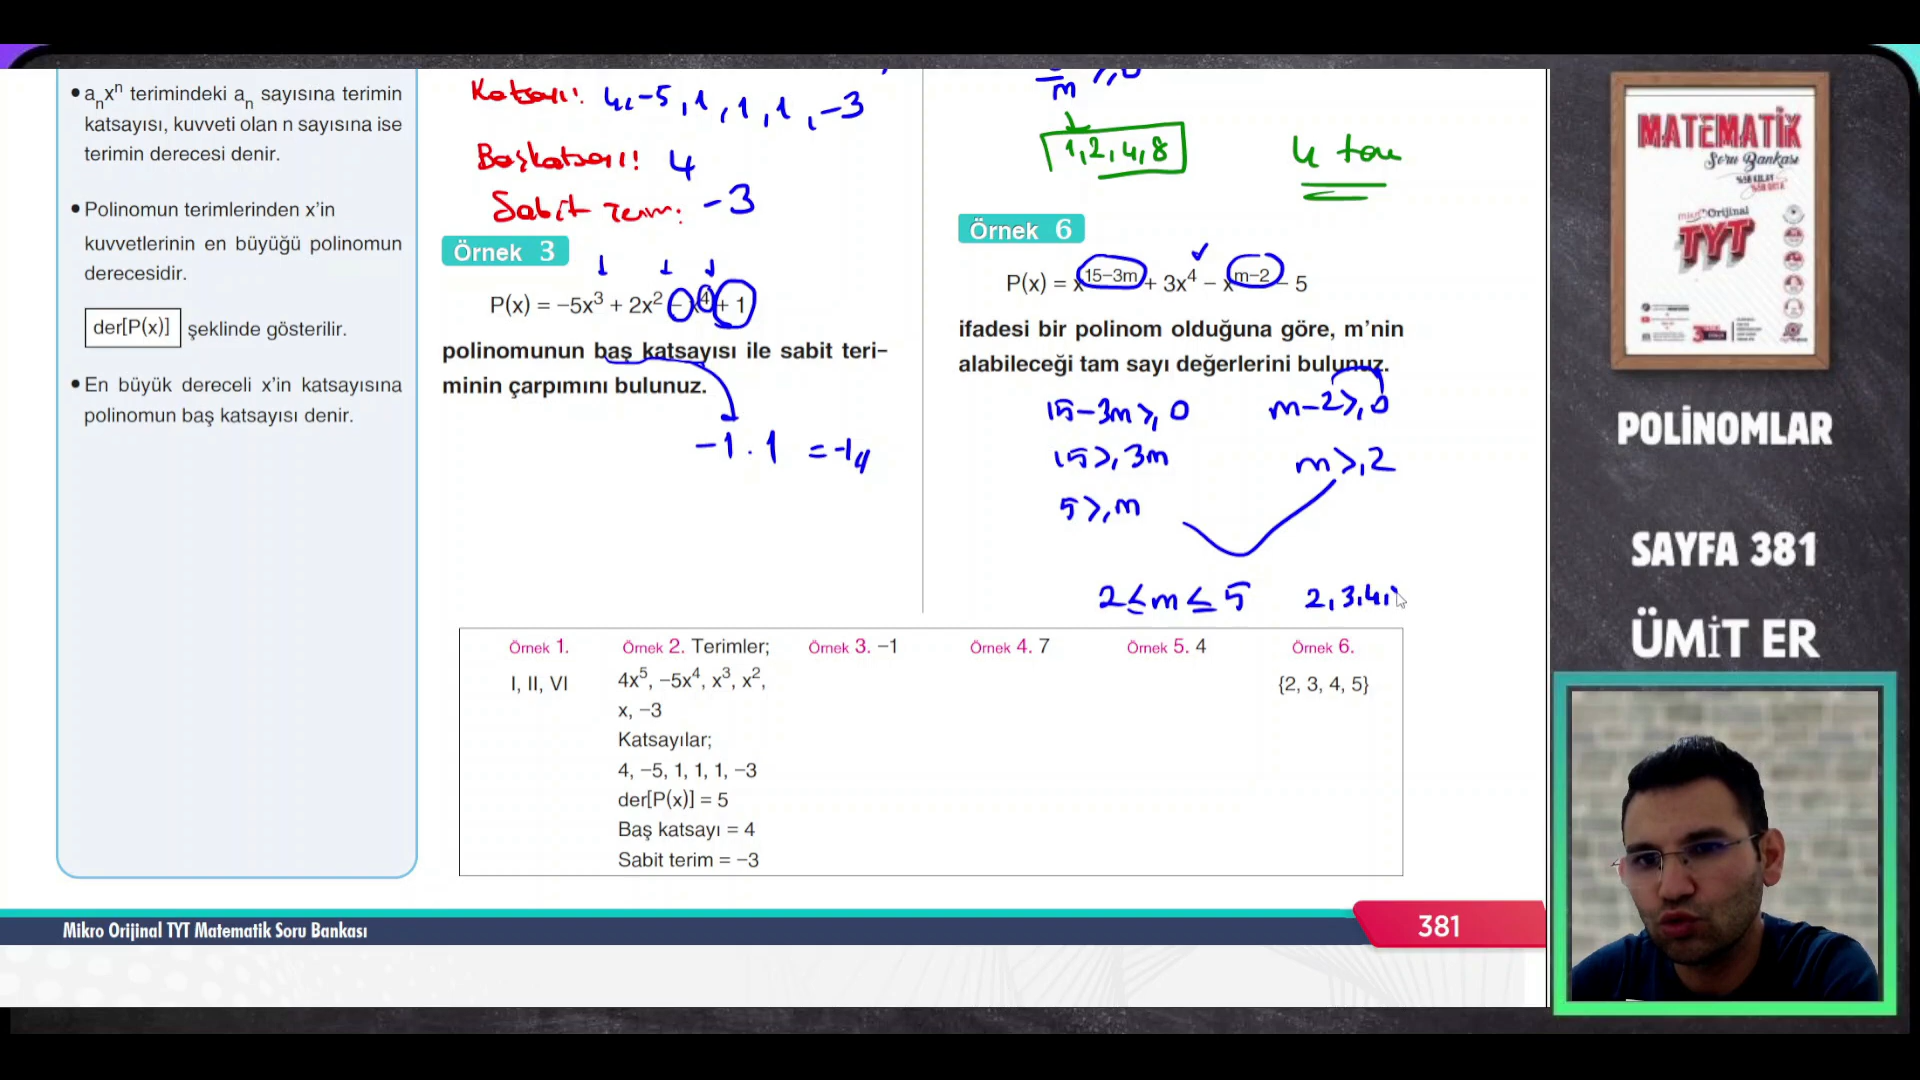 • aₙxⁿ terimindeki aₙ sayısına terimin
katsayısı, kuvveti olan n sayısına ise
terimin derecesi denir.
• Polinomun terimlerinden x’in
kuvvetlerinin en büyüğü polinomun
derecesidir.
der[P(x)] şeklinde gösterilir.
• En büyük dereceli x’in katsayısına
polinomun baş katsayısı denir.
Katsayı: 4, -5, 1, 1, 1, -3
Başkatsayı: 4
Sabit Terim: -3
Örnek 3
P(x) = −5x³ + 2x² − x⁴ + 1
polinomunun baş katsayısı ile sabit teri-
minin çarpımını bulunuz.
-1 . 1 = -1
m ≥ 0
1, 2, 4, 8
4 tane
Örnek 6
P(x) = x¹⁵⁻³ᵐ + 3x⁴ − xᵐ⁻² − 5
ifadesi bir polinom olduğuna göre, m’nin
alabileceği tam sayı değerlerini bulunuz.
15-3m ≥ 0 m-2 ≥ 0
15 ≥ 3m m ≥ 2
5 ≥ m
2 ≤ m ≤ 5 2, 3, 4,
Örnek 1.
I, II, VI
Örnek 2. Terimler;
4x⁵, −5x⁴, x³, x²,
x, −3
Katsayılar;
4, −5, 1, 1, 1, −3
der[P(x)] = 5
Baş katsayı = 4
Sabit terim = −3
Örnek 3. −1
Örnek 4. 7
Örnek 5. 4
Örnek 6.
{2, 3, 4, 5}
Mikro Orijinal TYT Matematik Soru Bankası
381
MATEMATİK
Soru Bankası
Orijinal
TYT
POLİNOMLAR
SAYFA 381
ÜMİT ER